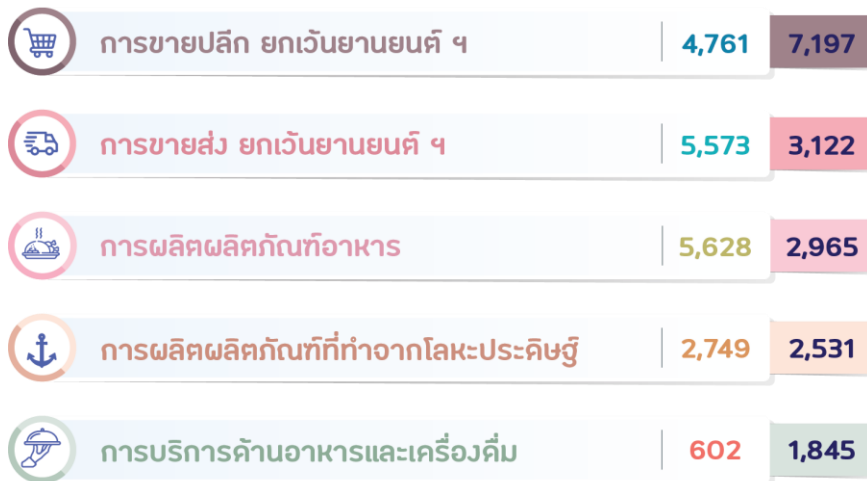 การขายปลีก ยกเว้นยานยนต์ ฯ 4,761 7,197
การขายส่ง ยกเว้นยานยนต์ ฯ 5,573 3,122
การผลิตผลิตภัณฑ์อาหาร 5,628 2,965
การผลิตผลิตภัณฑ์ที่ทำจากโลหะประดิษฐ์ 2,749 2,531
การบริการด้านอาหารและเครื่องดื่ม 602 1,845